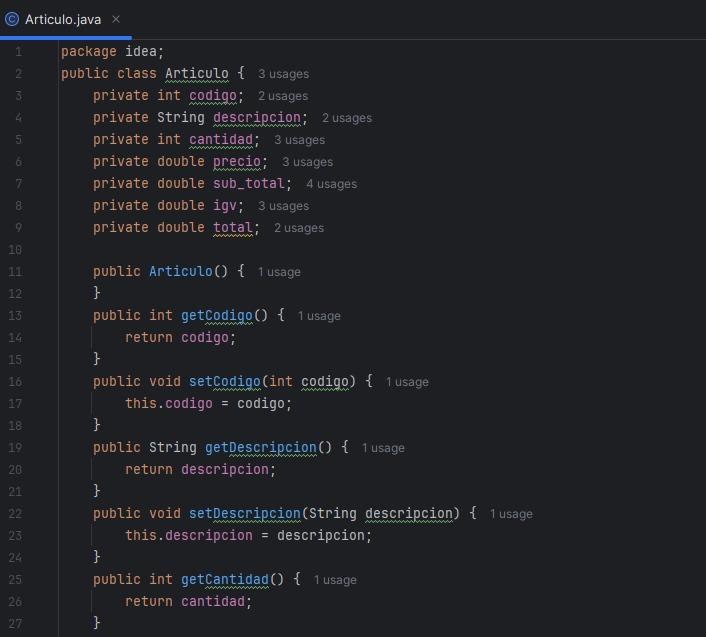 Articulo.java
1 package idea;
2 public class Articulo { 3 usages
3 private int codigo; 2 usages
4 private String descripcion; 2 usages
5 private int cantidad; 3 usages
6 private double precio; 3 usages
7 private double sub_total; 4 usages
8 private double igv; 3 usages
9 private double total; 2 usages
10
11 public Articulo() { 1 usage
12 }
13 public int getCodigo() { 1 usage
14 return codigo;
15 }
16 public void setCodigo(int codigo) { 1 usage
17 this.codigo = codigo;
18 }
19 public String getDescripcion() { 1 usage
20 return descripcion;
21 }
22 public void setDescripcion(String descripcion) { 1 usage
23 this.descripcion = descripcion;
24 }
25 public int getCantidad() { 1 usage
26 return cantidad;
27 }